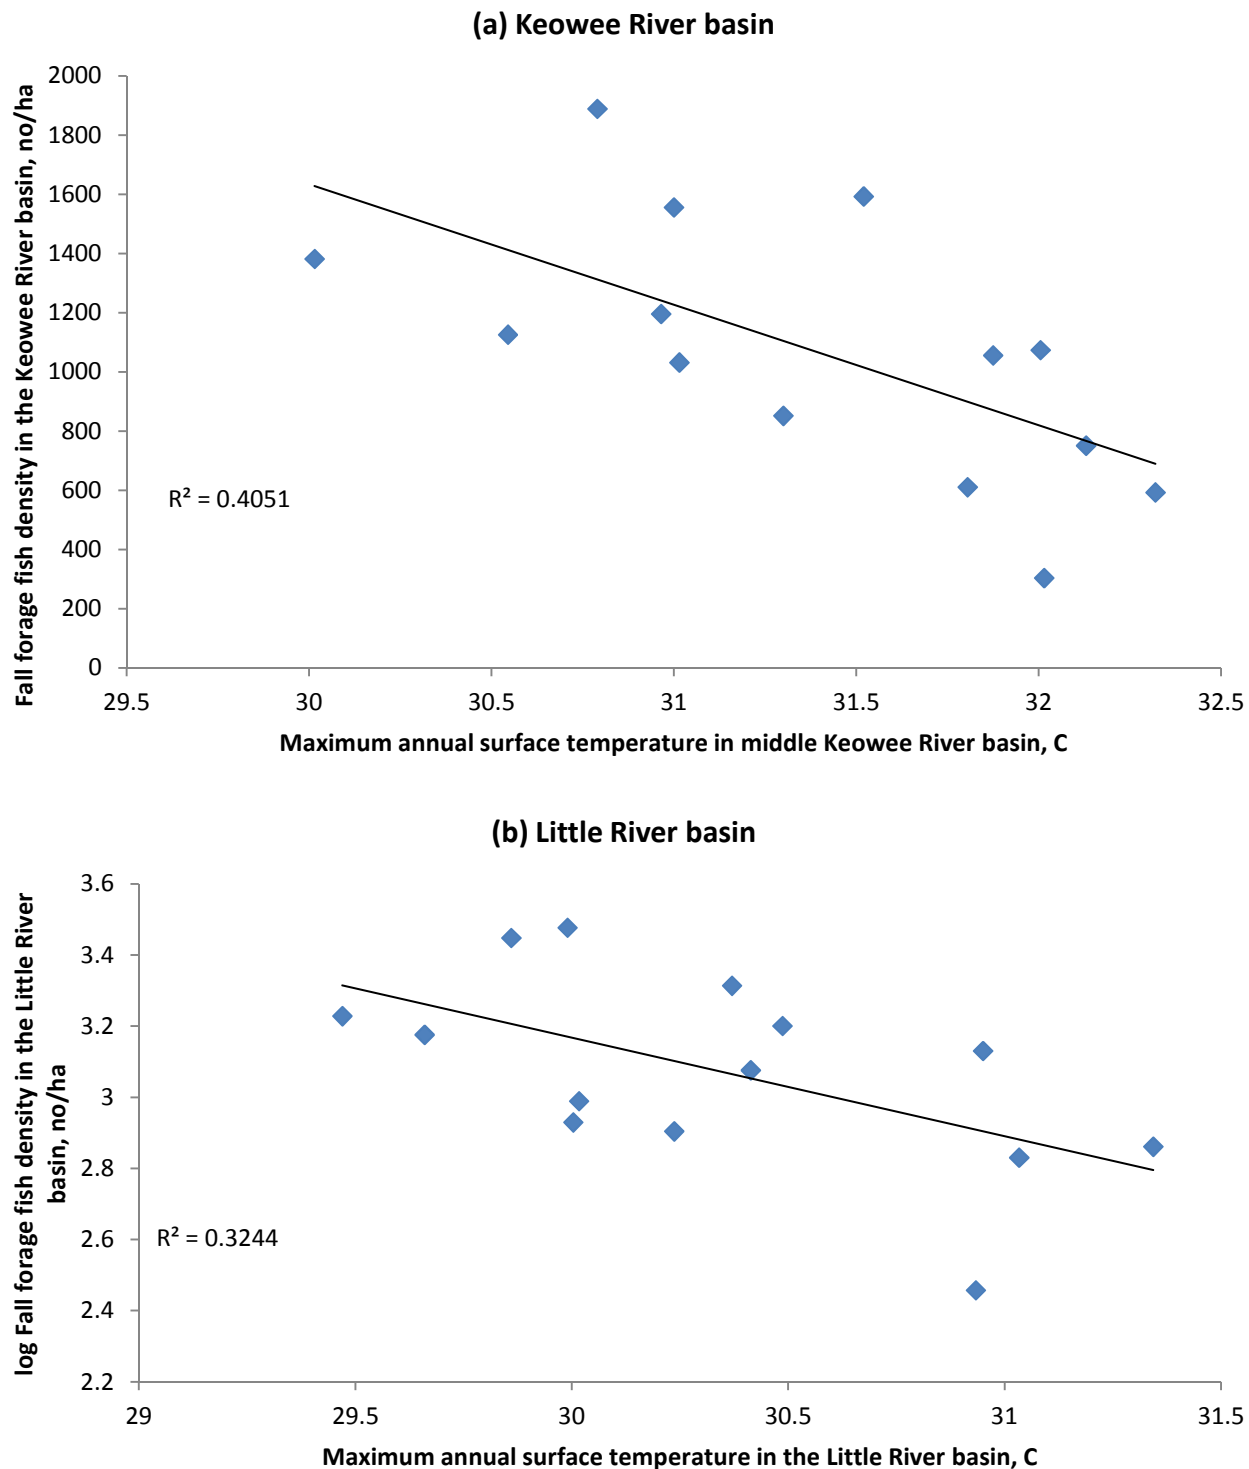 (a) Keowee River basin
Fall forage fish density in the Keowee River basin, no/ha
2000
1800
1600
1400
1200
1000
800
600
400
200
0
R² = 0.4051
29.5 30 30.5 31 31.5 32 32.5
Maximum annual surface temperature in middle Keowee River basin, C
(b) Little River basin
log Fall forage fish density in the Little River
basin, no/ha
3.6
3.4
3.2
3
2.8
2.6
2.4
2.2
R² = 0.3244
29 29.5 30 30.5 31 31.5
Maximum annual surface temperature in the Little River basin, C